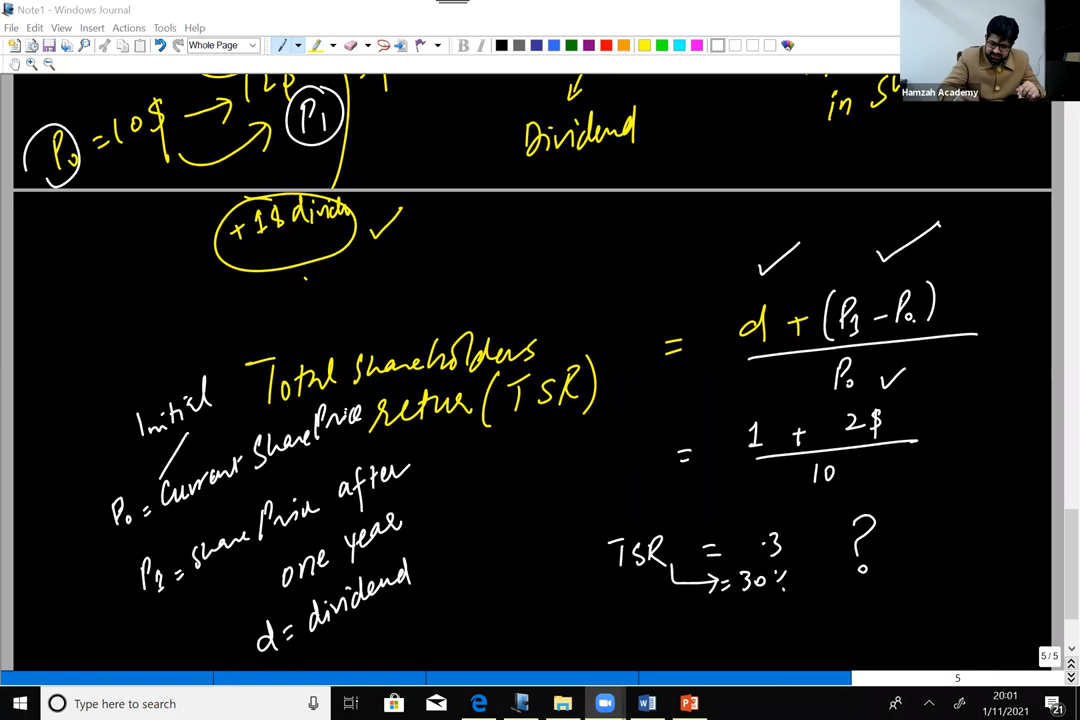 Note1 - Windows Journal
File Edit View Insert Actions Tools Help
Whole Page
B I
Hamzah Academy
P₀ = 10$
P₁
Dividend
in
+ 1$
Total shareholders
return (TSR)
= d + (P₁ - P₀)
P₀
= 1 + 2$
10
TSR = .3 ?
= 30%
Initial
P₀ = Current Share Price
P₁ = Share Price after
one year
d = dividend
5/5
5
Type here to search
20:01
1/11/2021
21